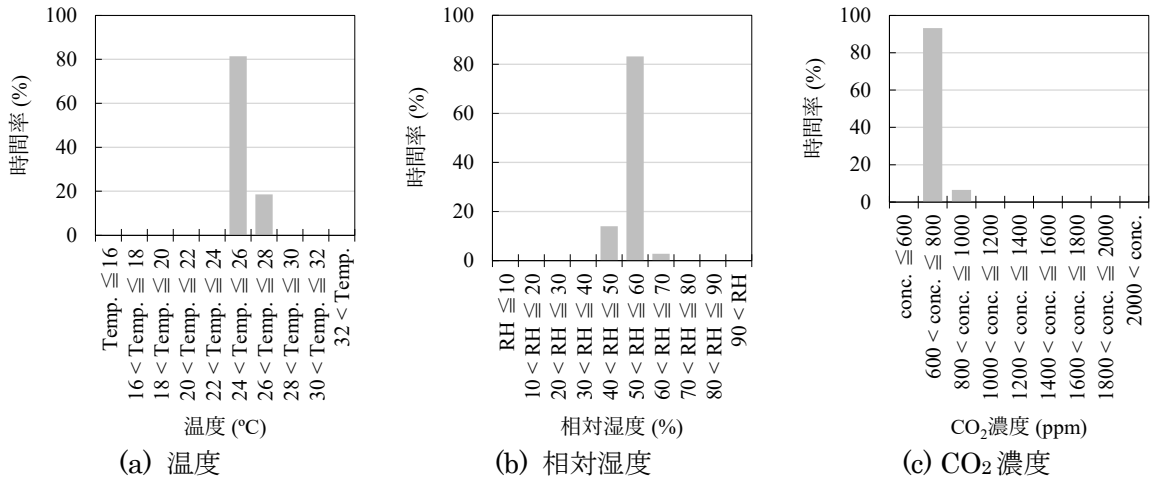 100
80
60
40
20
0
時間率 (%)
Temp. ≦ 16
16 < Temp. ≦ 18
18 < Temp. ≦ 20
20 < Temp. ≦ 22
22 < Temp. ≦ 24
24 < Temp. ≦ 26
26 < Temp. ≦ 28
28 < Temp. ≦ 30
30 < Temp. ≦ 32
32 < Temp.
温度 (ºC)
(a) 温度
100
80
60
40
20
0
時間率 (%)
RH ≦ 10
10 < RH ≦ 20
20 < RH ≦ 30
30 < RH ≦ 40
40 < RH ≦ 50
50 < RH ≦ 60
60 < RH ≦ 70
70 < RH ≦ 80
80 < RH ≦ 90
90 < RH
相対湿度 (%)
(b) 相対湿度
100
80
60
40
20
0
時間率 (%)
conc. ≦600
600 < conc. ≦ 800
800 < conc. ≦1000
1000 < conc. ≦ 1200
1200 < conc. ≦ 1400
1400 < conc. ≦ 1600
1600 < conc. ≦ 1800
1800 < conc. ≦ 2000
2000 < conc.
CO₂濃度 (ppm)
(c) CO₂ 濃度